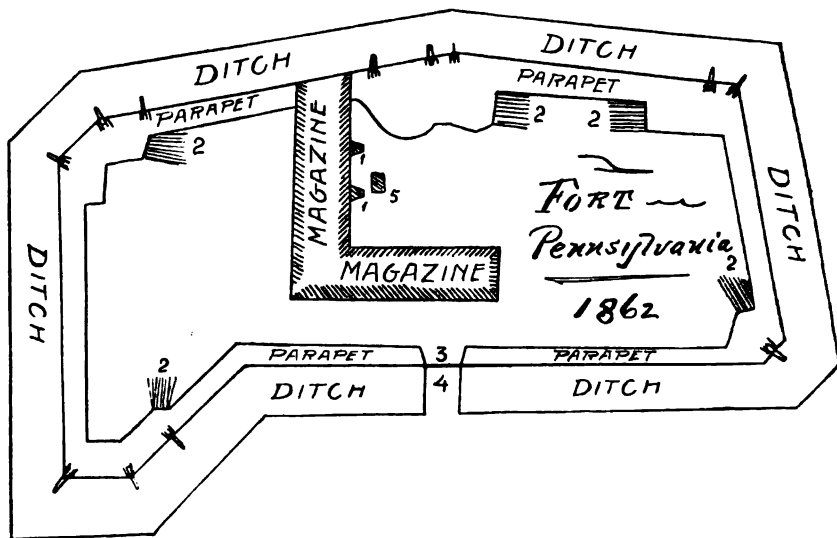 DITCH
DITCH
PARAPET
PARAPET
2
2
2
MAGAZINE
1
1
5
FORT
Pennsylvania
1862
DITCH
DITCH
MAGAZINE
2
2
PARAPET
3
PARAPET
4
DITCH
DITCH